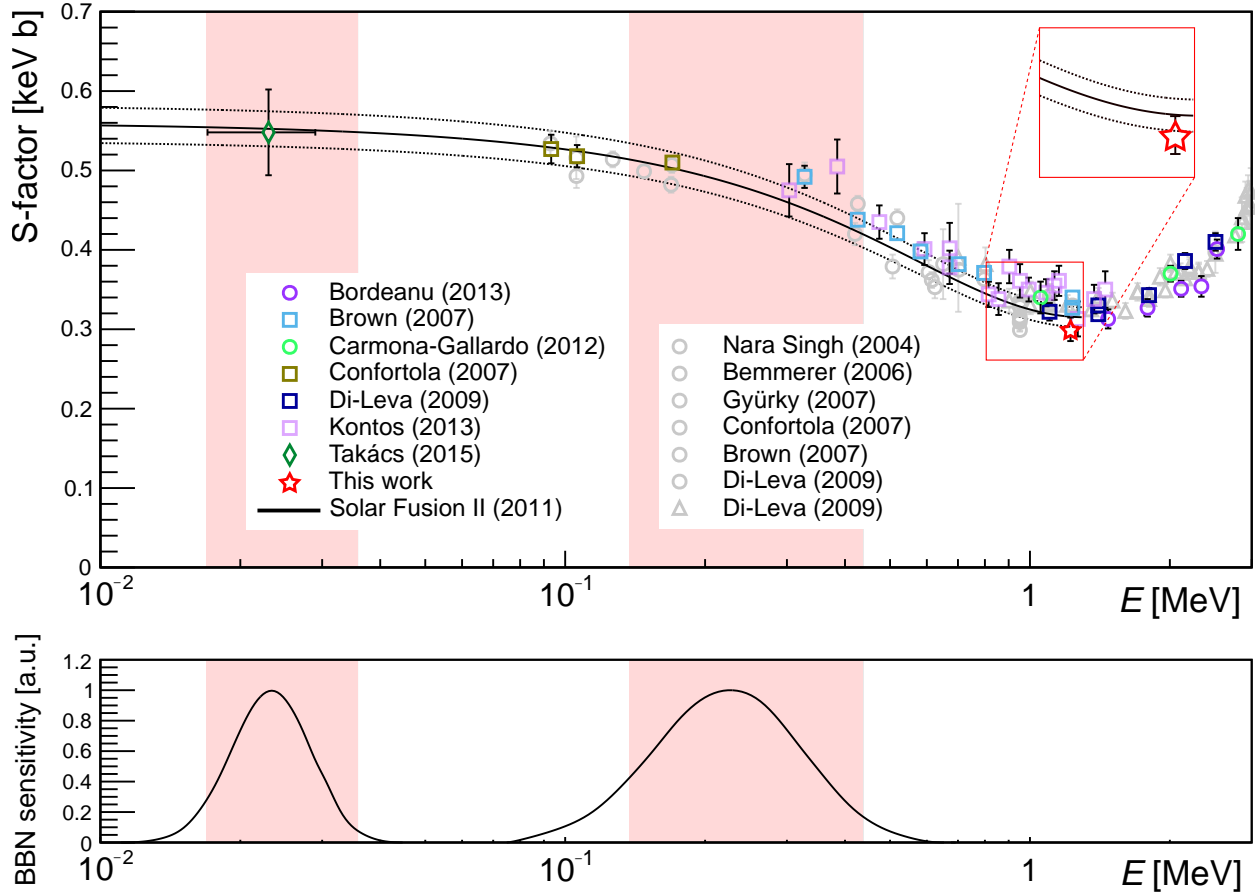 S-factor [keV b]
0.7
0.6
0.5
0.4
0.3
0.2
0.1
0
Bordeanu (2013)
Brown (2007)
Carmona-Gallardo (2012)
Confortola (2007)
Di-Leva (2009)
Kontos (2013)
Takács (2015)
This work
Solar Fusion II (2011)
Nara Singh (2004)
Bemmerer (2006)
Gyürky (2007)
Confortola (2007)
Brown (2007)
Di-Leva (2009)
Di-Leva (2009)
10⁻² 10⁻¹ 1 E [MeV]
BBN sensitivity [a.u.]
1.2
1
0.8
0.6
0.4
0.2
0
10⁻² 10⁻¹ 1 E [MeV]